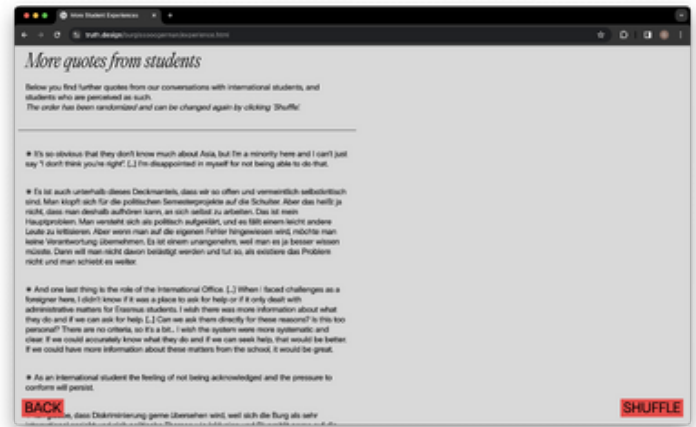 More Student Experiences
truth.design/burg/sexexperman/experience.html
More quotes from students
Below you find further quotes from our conversations with international students, and
students who are perceived as such.
The order has been randomized and can be changed again by clicking 'Shuffle'.
✶ It's so obvious that they don't know much about Asia, but I'm a minority here and I can't just
say "I don't think you're right". [...] I'm disappointed in myself for not being able to do that.
✶ Es ist auch unterhalb dieses Deckmantels, dass wir so offen und vermeintlich selbstkritisch
sind. Man klopft sich für die politischen Semesterprojekte auf die Schulter. Aber das heißt ja
nicht, dass man deshalb aufhören kann, an sich selbst zu arbeiten. Das ist mein
Hauptproblem. Man versteht sich als politisch aufgeklärt, und es fällt einem leicht andere
Leute zu kritisieren. Aber wenn man auf die eigenen Fehler hingewiesen wird, möchte man
keine Verantwortung übernehmen. Es ist einem unangenehm, weil man es ja besser wissen
müsste. Dann will man nicht davon belästigt werden und tut so, als existiere das Problem
nicht und man schiebt es weiter.
✶ And one last thing is the role of the International Office. [...] When I faced challenges as a
foreigner here, I didn't know if it was a place to ask for help or if it only dealt with
administrative matters for Erasmus students. I wish there was more information about what
they do and if we can ask for help. [...] Can we ask them directly for these reasons? Is this too
personal? There are no criteria, so it's a bit... I wish the system were more systematic and
clear. If we could accurately know what they do and if we can seek help, that would be better.
If we could have more information about these matters from the school, it would be great.
✶ As an international student the feeling of not being acknowledged and the pressure to
conform will persist.
BACK
dass Diskriminierung gerne übersehen wird, weil sich die Burg als sehr
SHUFFLE